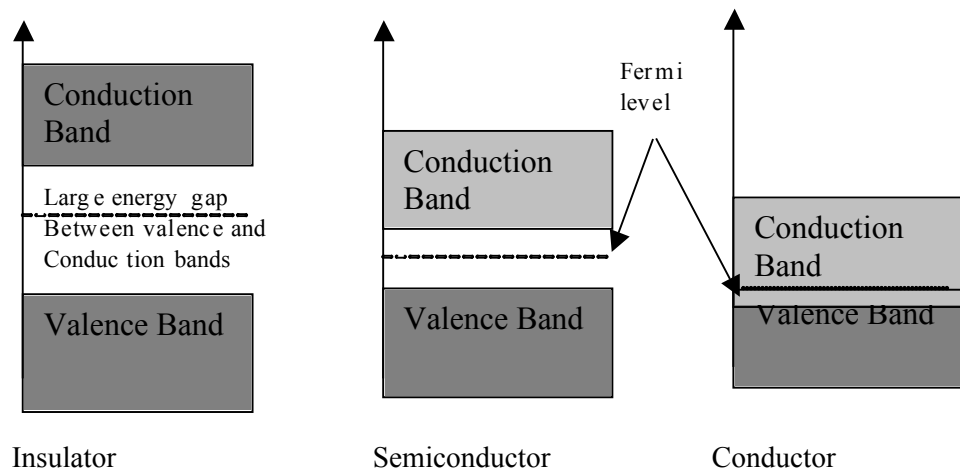 Conduction
Band
Large energy gap
Between valence and
Conduction bands
Valence Band
Insulator
Conduction
Band
Valence Band
Semiconductor
Fermi
level
Conduction
Band
Valence Band
Conductor